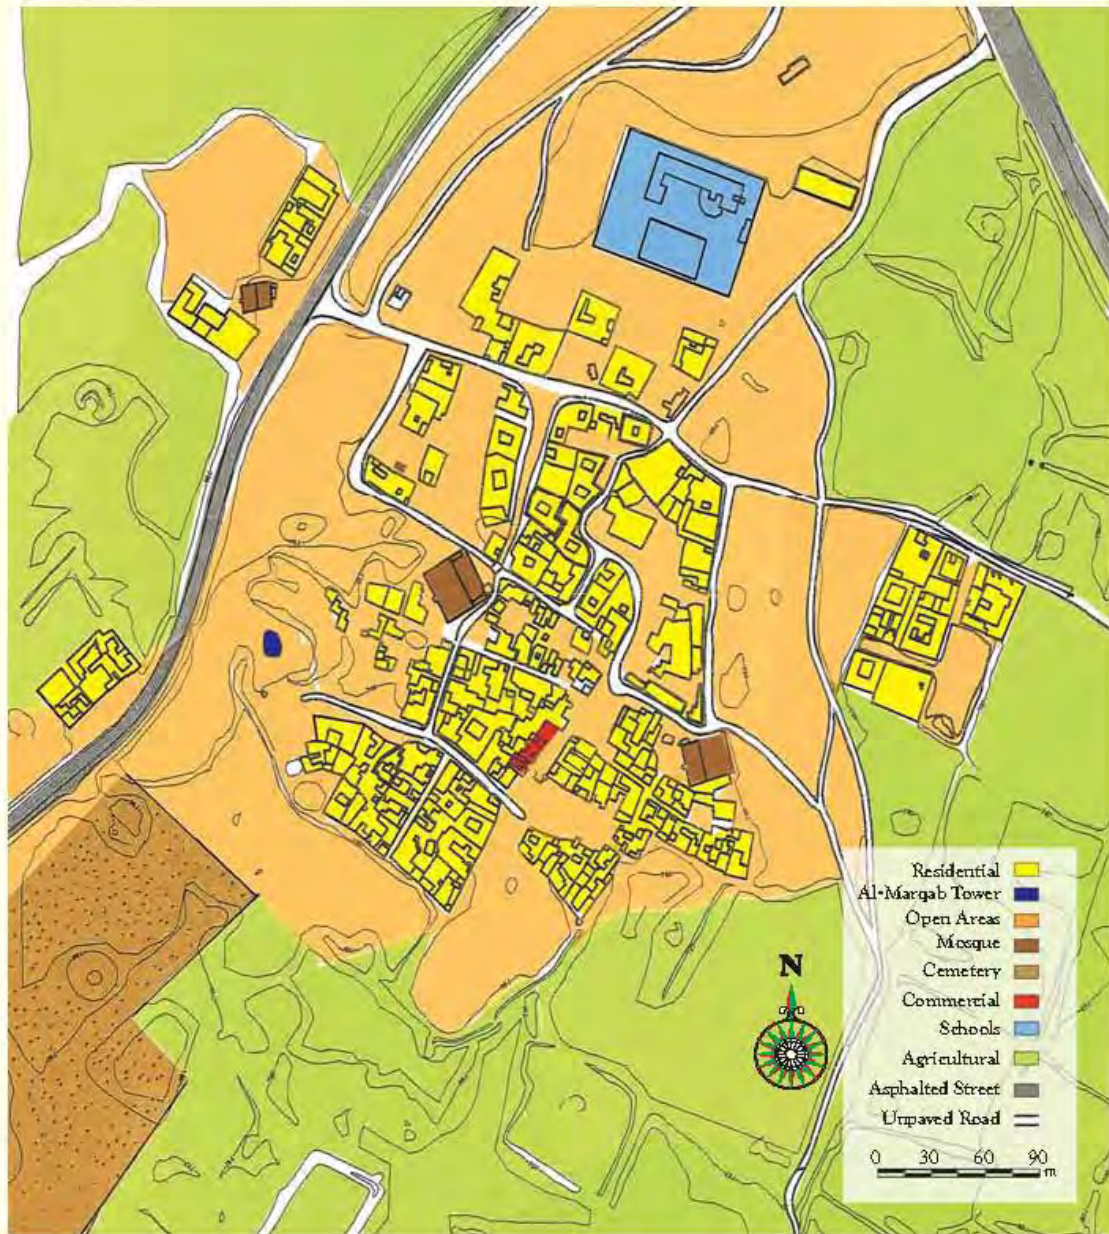 N
Residential
Al-Marqab Tower
Open Areas
Mosque
Cemetery
Commercial
Schools
Agricultural
Asphalted Street
Unpaved Road
0 30 60 90
m